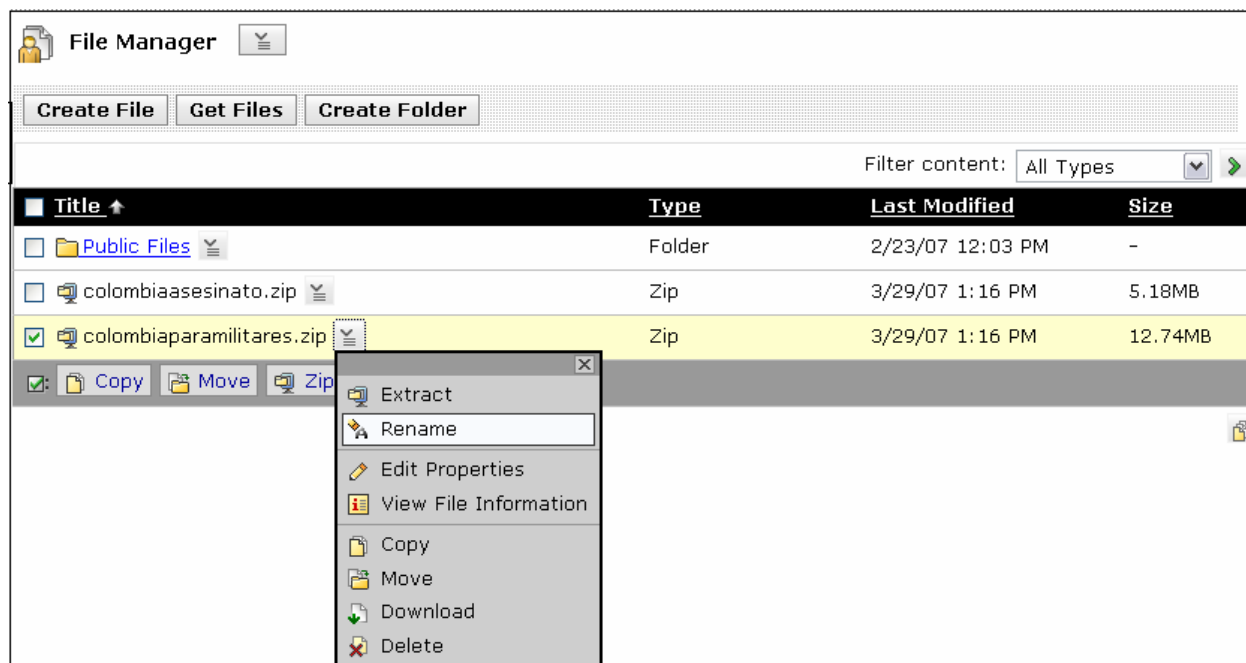 File Manager
Create File Get Files Create Folder
Filter content: All Types
Title Type Last Modified Size
Public Files Folder 2/23/07 12:03 PM -
colombiaasesinato.zip Zip 3/29/07 1:16 PM 5.18MB
colombiaparamilitares.zip Zip 3/29/07 1:16 PM 12.74MB
Copy Move Zip
Extract
Rename
Edit Properties
View File Information
Copy
Move
Download
Delete